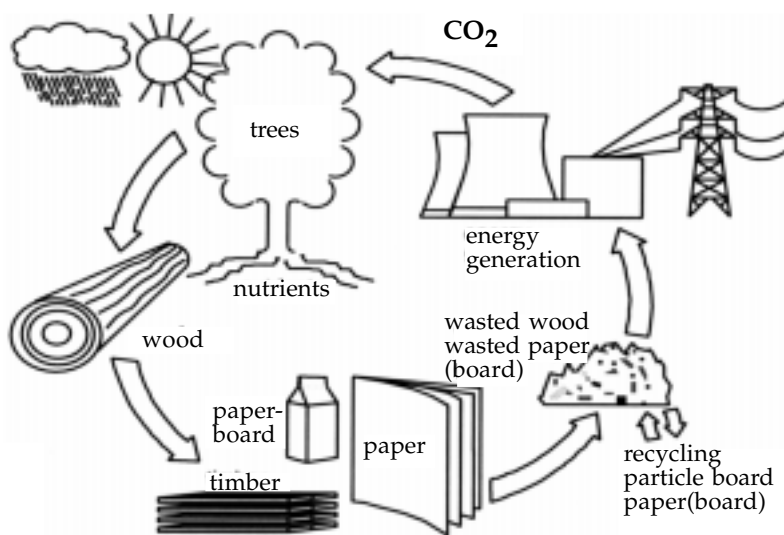 CO2
trees
nutrients
energy
generation
wood
wasted wood
wasted paper
(board)
paper-
board
paper
timber
recycling
particle board
paper(board)